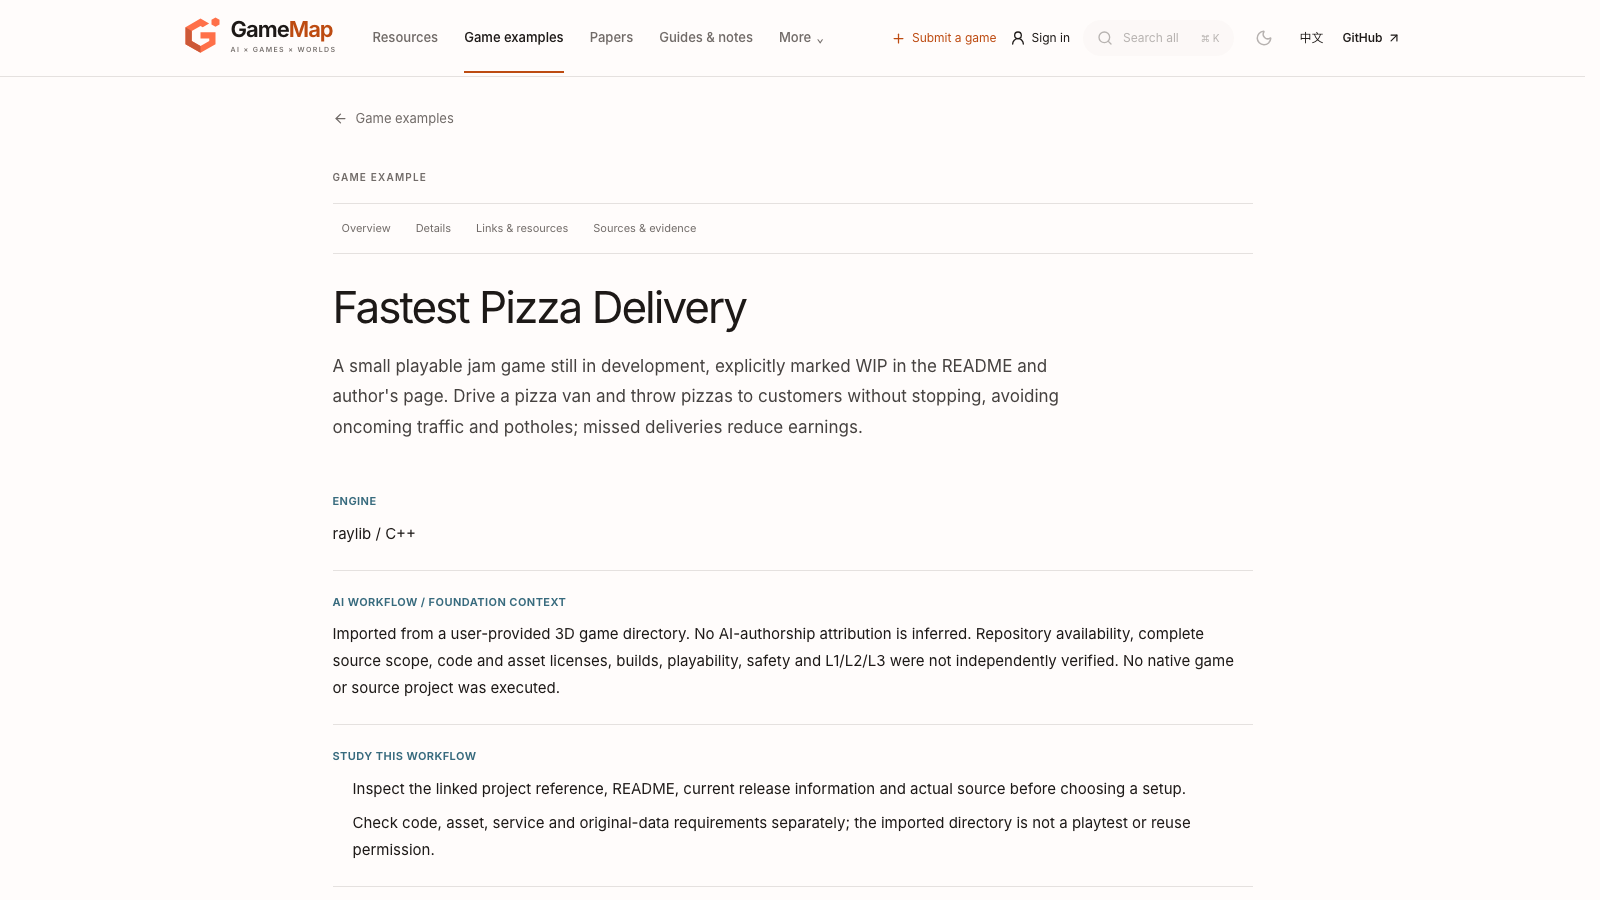 GameMap
AI × GAMES × WORLDS
Resources
Game examples
Papers
Guides & notes
More
Submit a game
Sign in
Search all
⌘ K
中文
GitHub
Game examples
GAME EXAMPLE
Overview
Details
Links & resources
Sources & evidence
Fastest Pizza Delivery
A small playable jam game still in development, explicitly marked WIP in the README and
author's page. Drive a pizza van and throw pizzas to customers without stopping, avoiding
oncoming traffic and potholes; missed deliveries reduce earnings.
ENGINE
raylib / C++
AI WORKFLOW / FOUNDATION CONTEXT
Imported from a user-provided 3D game directory. No AI-authorship attribution is inferred. Repository availability, complete
source scope, code and asset licenses, builds, playability, safety and L1/L2/L3 were not independently verified. No native game
or source project was executed.
STUDY THIS WORKFLOW
Inspect the linked project reference, README, current release information and actual source before choosing a setup.
Check code, asset, service and original-data requirements separately; the imported directory is not a playtest or reuse
permission.